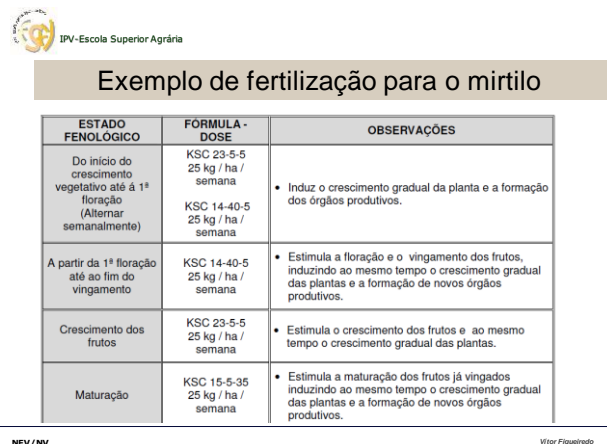 IPV-Escola Superior Agrária
Exemplo de fertilização para o mirtilo
ESTADO
FENOLÓGICO
FÓRMULA -
DOSE
OBSERVAÇÕES
Do início do
crescimento
vegetativo até á 1ª
floração
(Alternar
semanalmente)
KSC 23-5-5
25 kg / ha /
semana
KSC 14-40-5
25 kg / ha /
semana
• Induz o crescimento gradual da planta e a formação
dos órgãos produtivos.
A partir da 1ª floração
até ao fim do
vingamento
KSC 14-40-5
25 kg / ha /
semana
• Estimula a floração e o vingamento dos frutos,
induzindo ao mesmo tempo o crescimento gradual
das plantas e a formação de novos órgãos
produtivos.
Crescimento dos
frutos
KSC 23-5-5
25 kg / ha /
semana
• Estimula o crescimento dos frutos e ao mesmo
tempo o crescimento gradual das plantas.
Maturação
KSC 15-5-35
25 kg / ha /
semana
• Estimula a maturação dos frutos já vingados
induzindo ao mesmo tempo o crescimento gradual
das plantas e a formação de novos órgãos
produtivos.
NEV / NV
Vitor Figueiredo